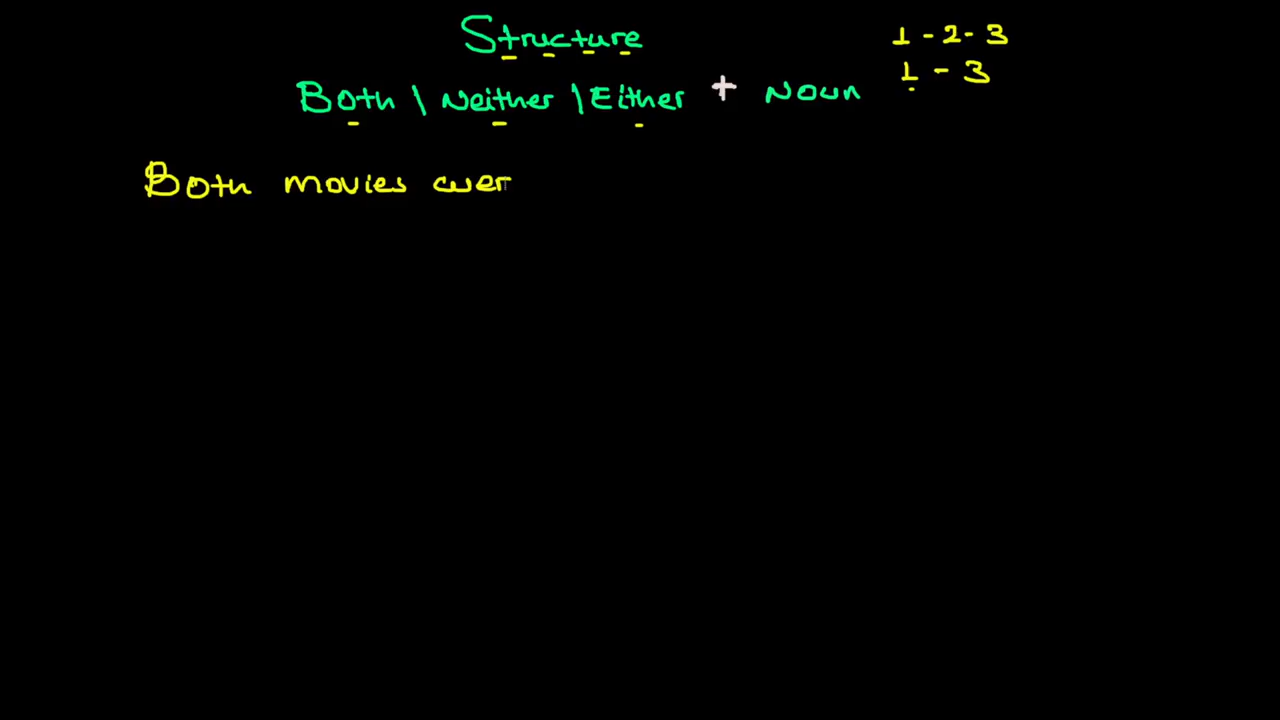 Structure
1 - 2 - 3
1 - 3
Both \ Neither \ Either + Noun
Both movies wer